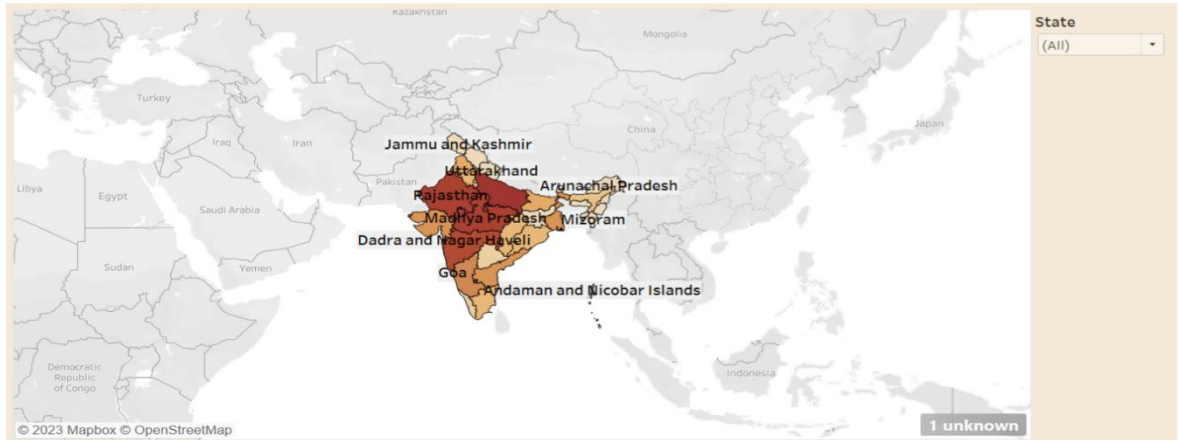 State
(All)
Kazakhstan
Mongolia
Turkey
Japan
China
Iraq
Iran
Jammu and Kashmir
Uttarakhand
Pakistan
Arunachal Pradesh
Libya
Egypt
Rajasthan
Saudi Arabia
Madhya Pradesh
Mizoram
Dadra and Nagar Haveli
Sudan
Yemen
Goa
Andaman and Nicobar Islands
Democratic
Republic
of Congo
Indonesia
© 2023 Mapbox © OpenStreetMap
1 unknown